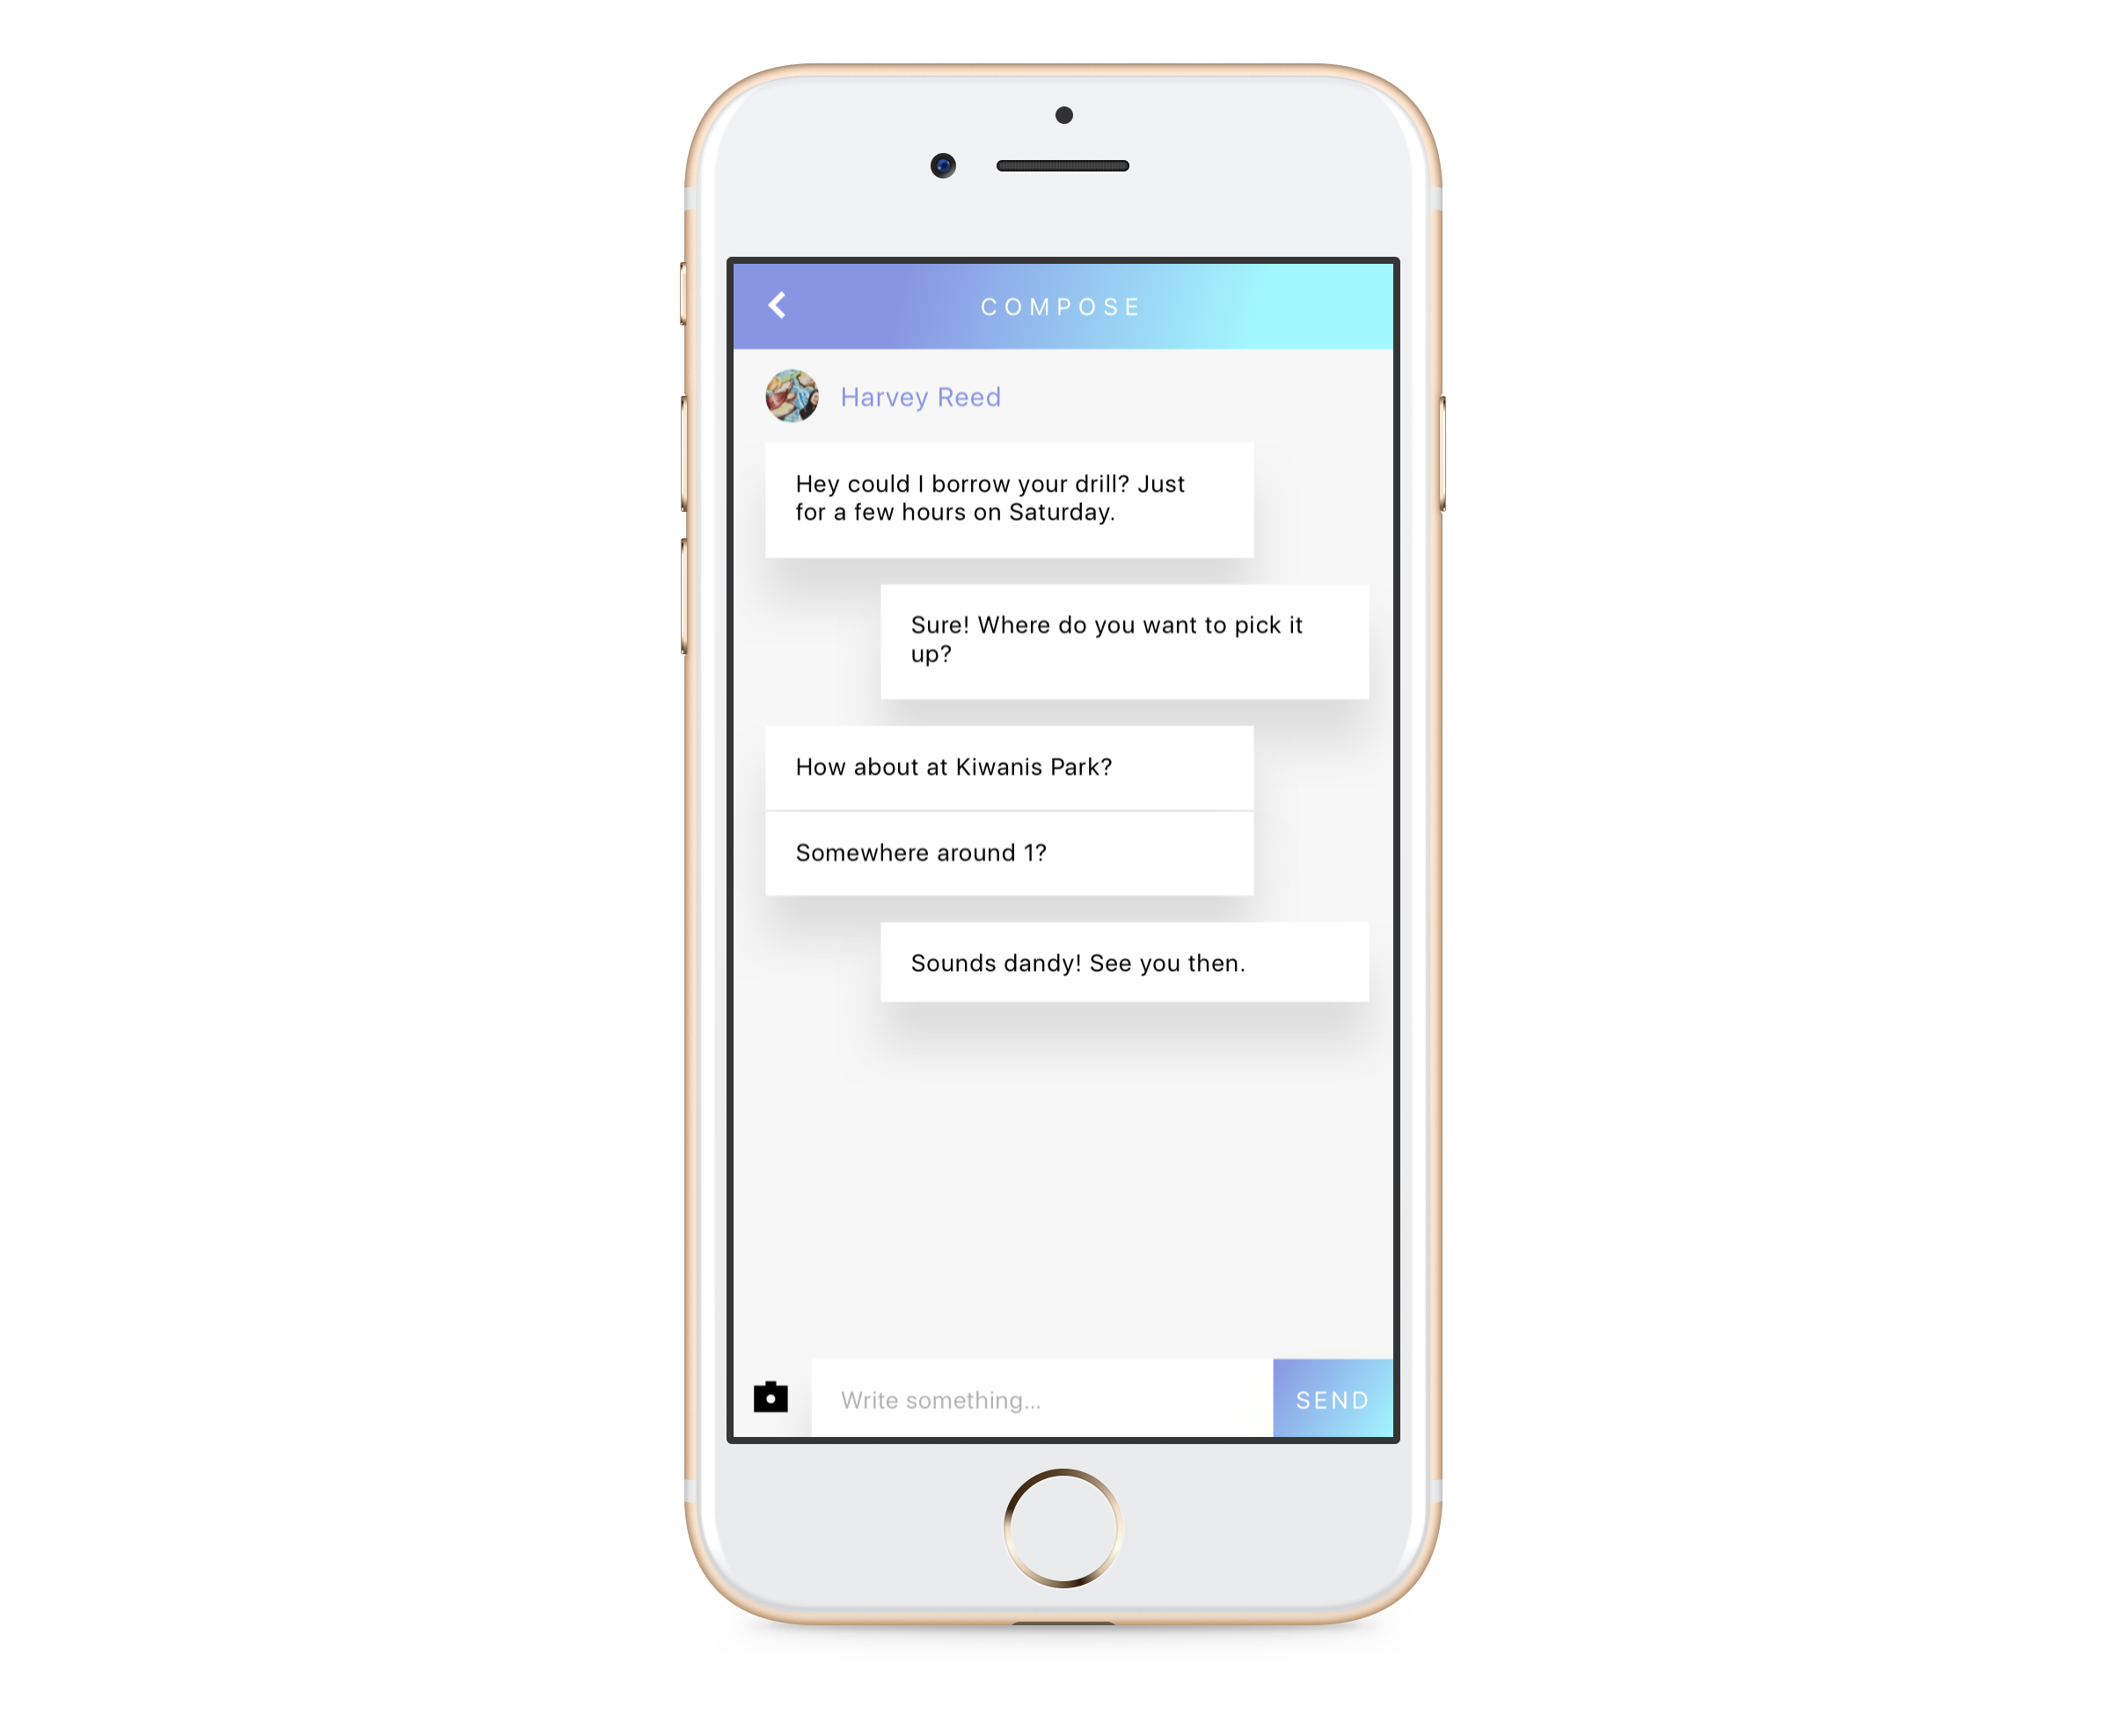 COMPOSE
Harvey Reed
Hey could I borrow your drill? Just
for a few hours on Saturday.
Sure! Where do you want to pick it
up?
How about at Kiwanis Park?
Somewhere around 1?
Sounds dandy! See you then.
Write something...
SEND